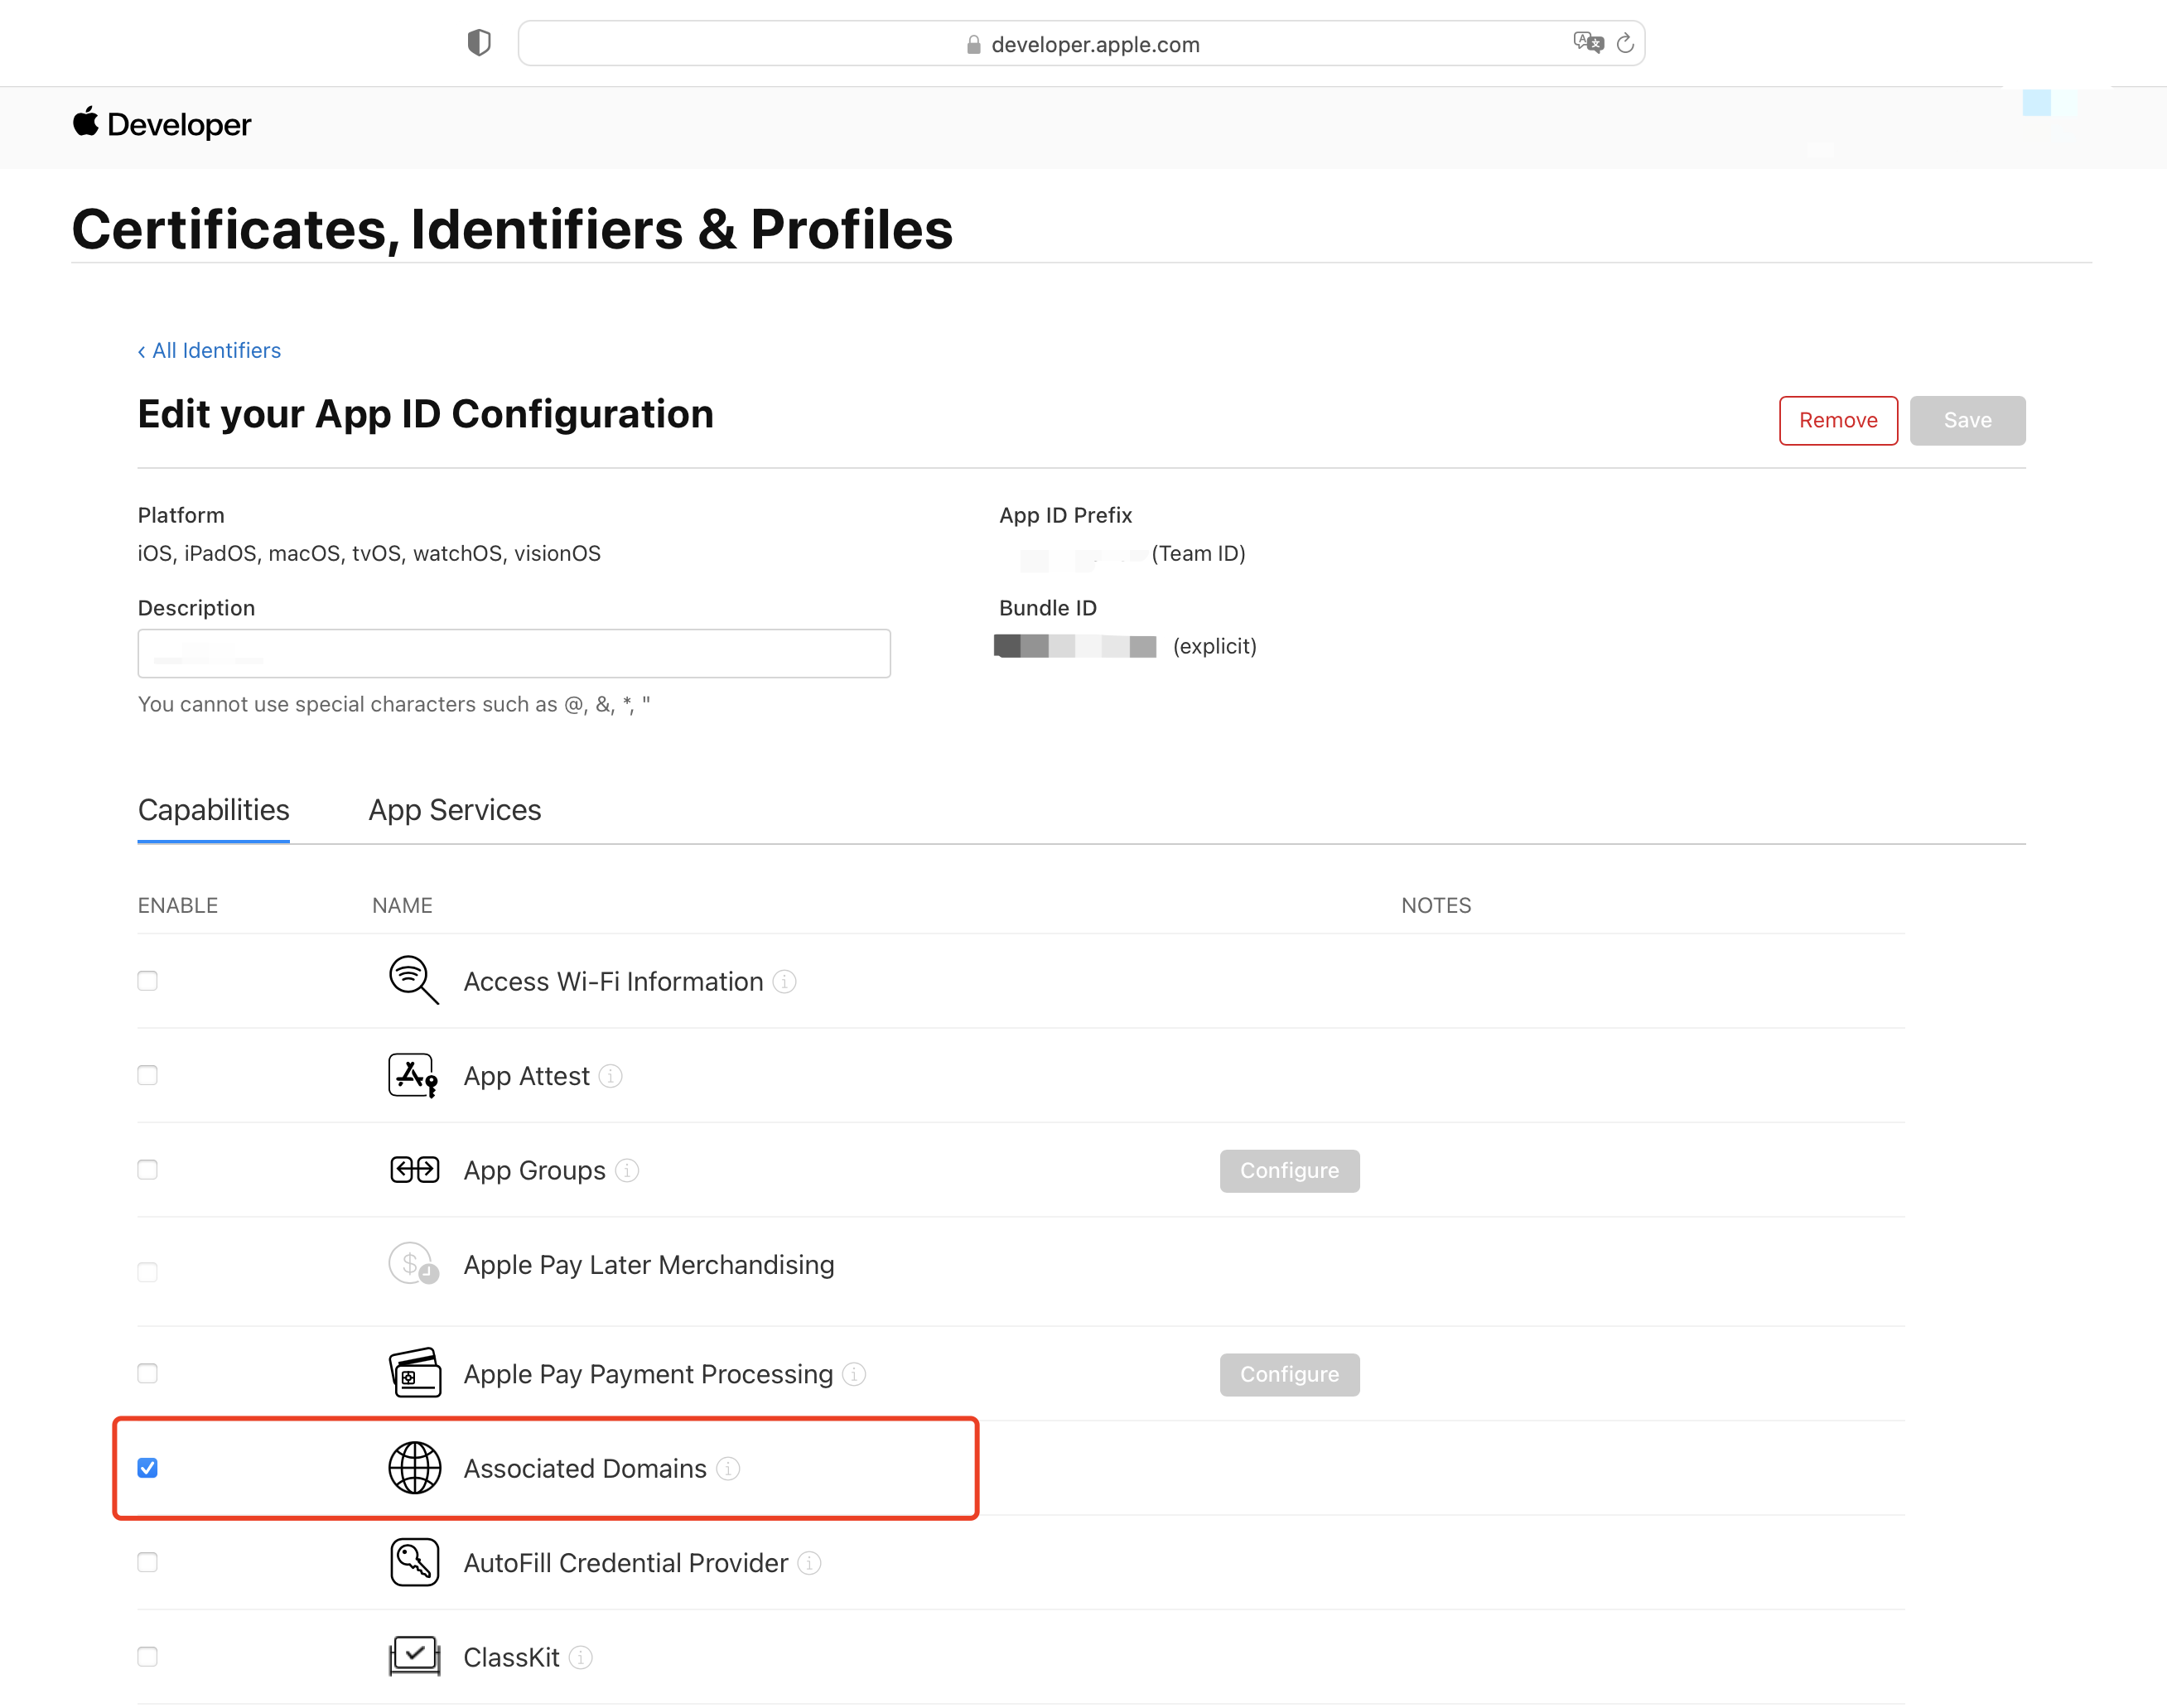 developer.apple.com
Developer
Certificates, Identifiers & Profiles
‹ All Identifiers
Edit your App ID Configuration
Remove
Save
Platform
App ID Prefix
iOS, iPadOS, macOS, tvOS, watchOS, visionOS
(Team ID)
Description
Bundle ID
(explicit)
You cannot use special characters such as @, &, *, "
Capabilities
App Services
ENABLE
NAME
NOTES
Access Wi-Fi Information
App Attest
App Groups
Configure
Apple Pay Later Merchandising
Apple Pay Payment Processing
Configure
Associated Domains
AutoFill Credential Provider
ClassKit